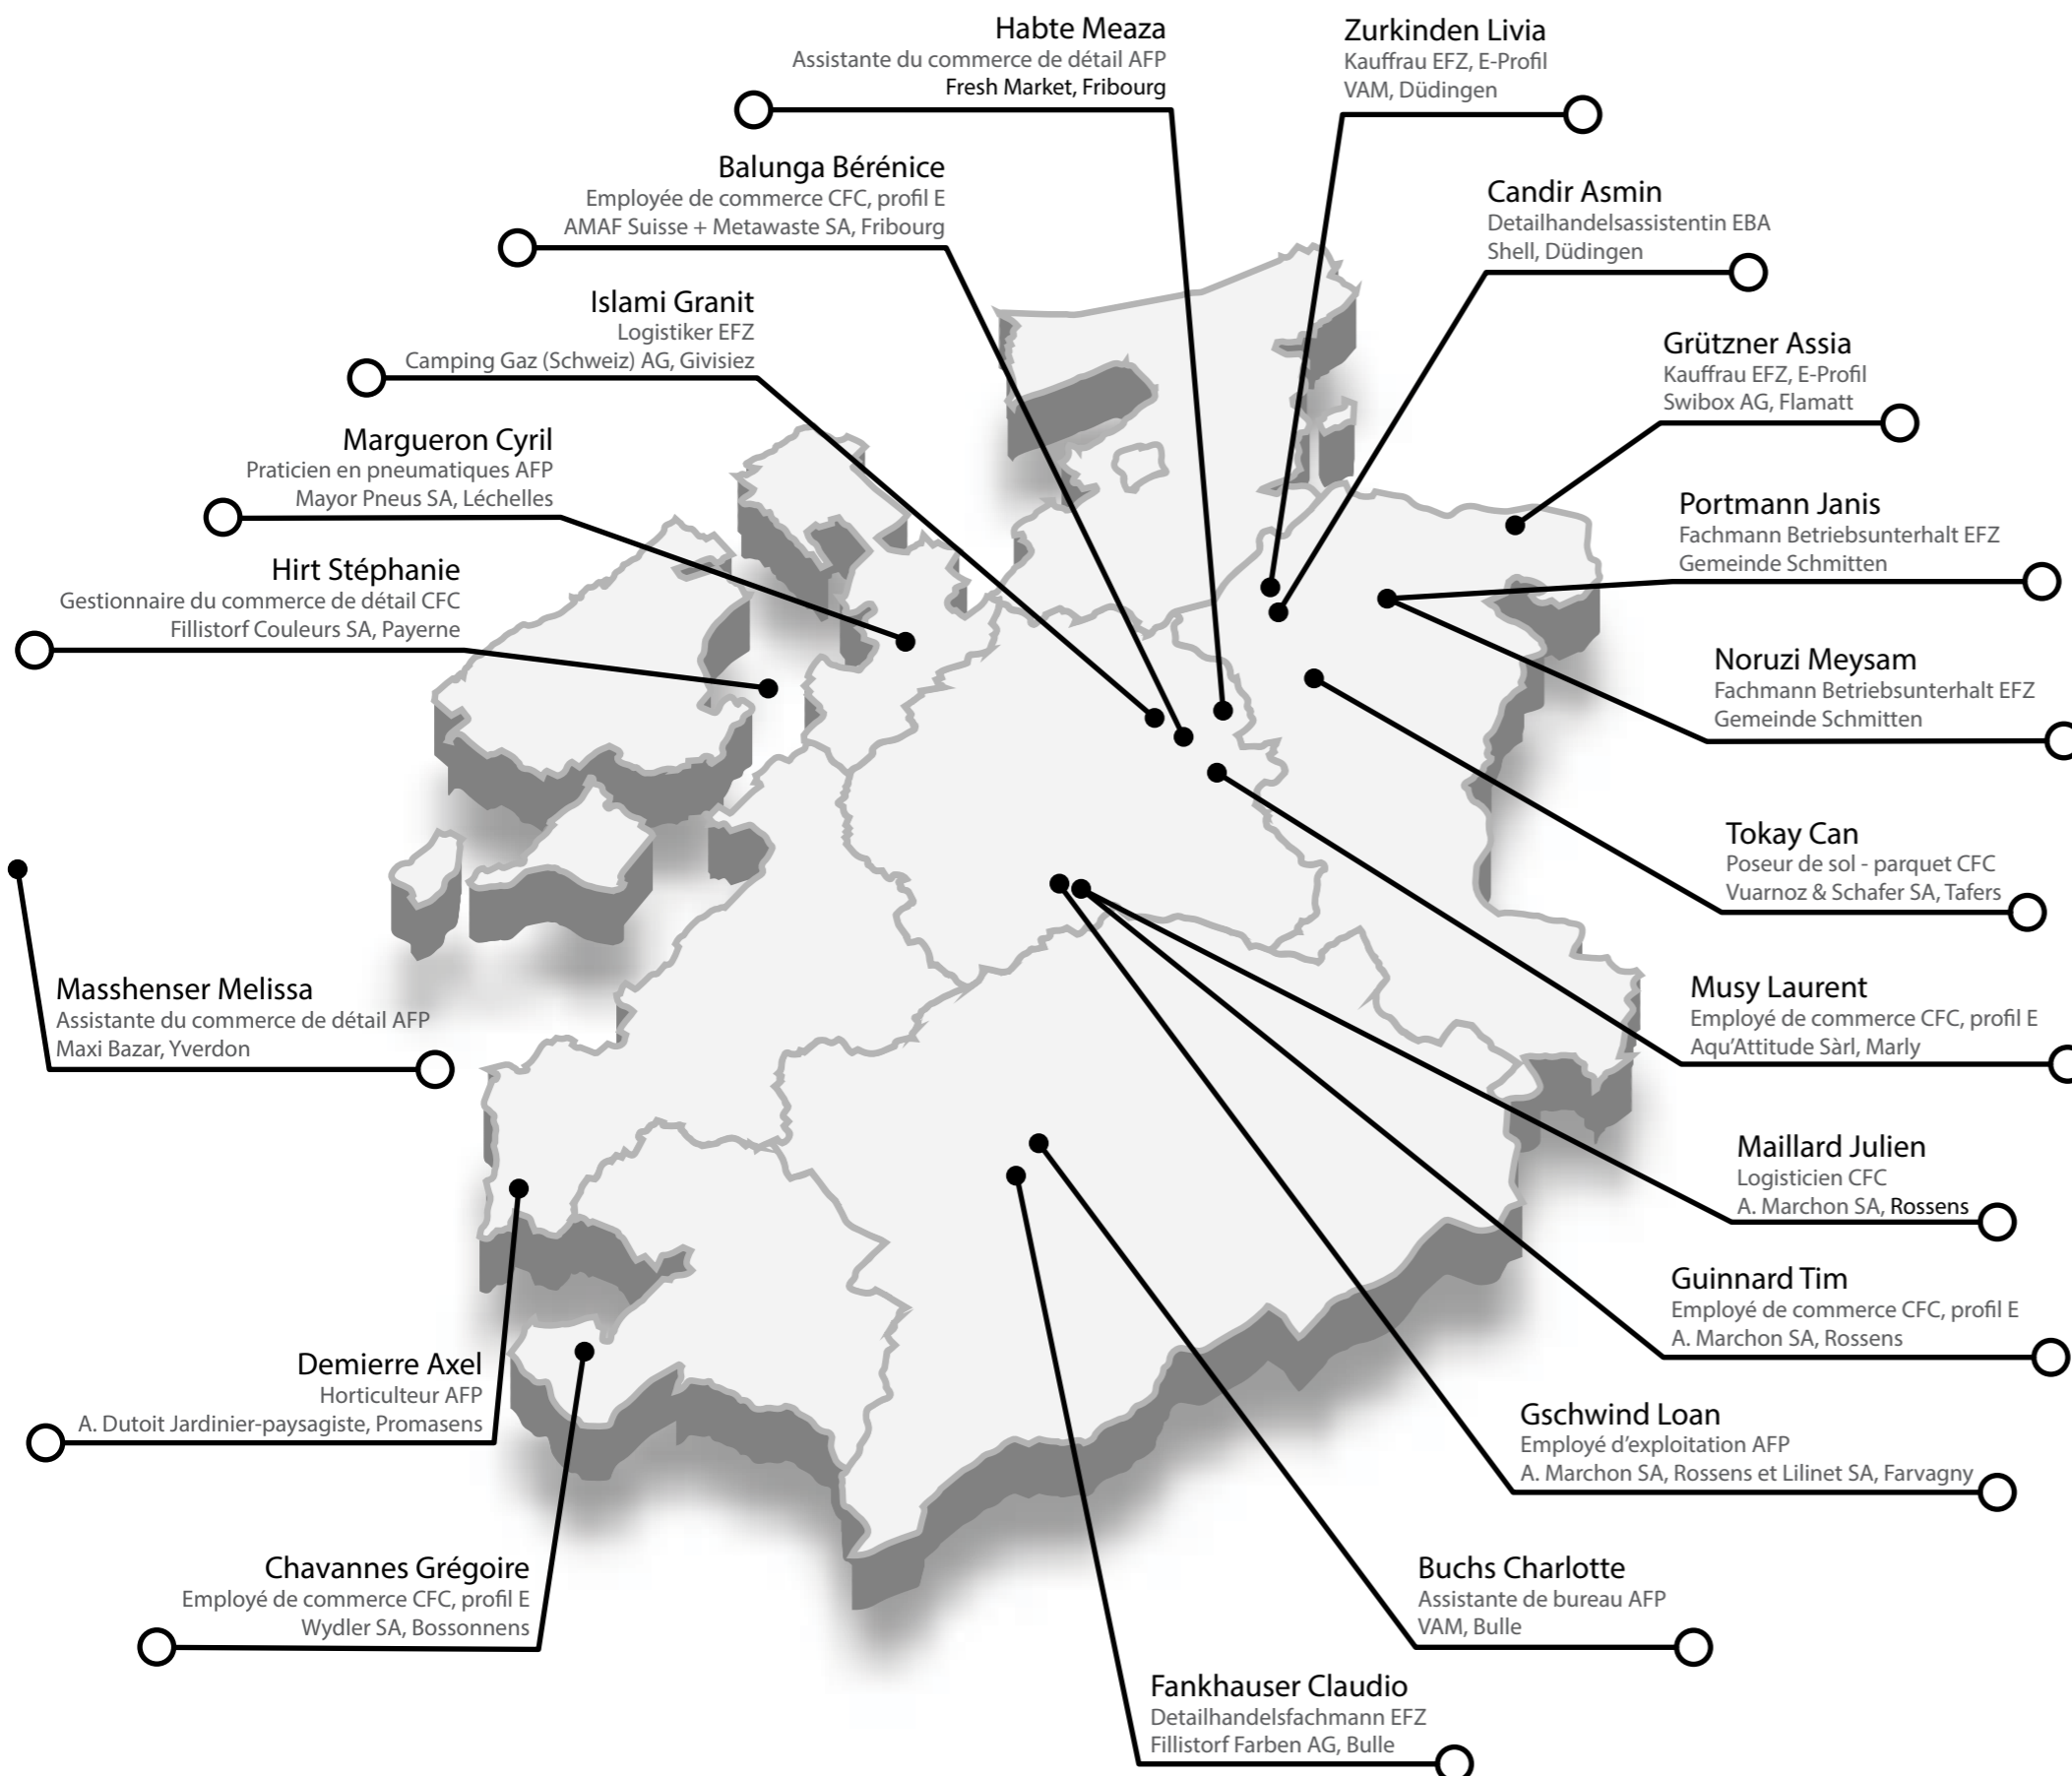 Habte Meaza
Assistante du commerce de détail AFP
Fresh Market, Fribourg
Zurkinden Livia
Kauffrau EFZ, E-Profil
VAM, Düdingen
Balunga Bérénice
Employée de commerce CFC, profil E
AMAF Suisse + Metawaste SA, Fribourg
Candir Asmin
Detailhandelsassistentin EBA
Shell, Düdingen
Islami Granit
Logistiker EFZ
Camping Gaz (Schweiz) AG, Givisiez
Grützner Assia
Kauffrau EFZ, E-Profil
Swibox AG, Flamatt
Margueron Cyril
Praticien en pneumatiques AFP
Mayor Pneus SA, Léchelles
Portmann Janis
Fachmann Betriebsunterhalt EFZ
Gemeinde Schmitten
Hirt Stéphanie
Gestionnaire du commerce de détail CFC
Fillistorf Couleurs SA, Payerne
Noruzi Meysam
Fachmann Betriebsunterhalt EFZ
Gemeinde Schmitten
Tokay Can
Poseur de sol - parquet CFC
Vuarnoz & Schafer SA, Tafers
Masshenser Melissa
Assistante du commerce de détail AFP
Maxi Bazar, Yverdon
Musy Laurent
Employé de commerce CFC, profil E
Aqu'Attitude Sàrl, Marly
Maillard Julien
Logisticien CFC
A. Marchon SA, Rossens
Guinnard Tim
Employé de commerce CFC, profil E
A. Marchon SA, Rossens
Demierre Axel
Horticulteur AFP
A. Dutoit Jardinier-paysagiste, Promasens
Gschwind Loan
Employé d'exploitation AFP
A. Marchon SA, Rossens et Lilinet SA, Farvagny
Chavannes Grégoire
Employé de commerce CFC, profil E
Wydler SA, Bossonnens
Buchs Charlotte
Assistante de bureau AFP
VAM, Bulle
Fankhauser Claudio
Detailhandelsfachmann EFZ
Fillistorf Farben AG, Bulle